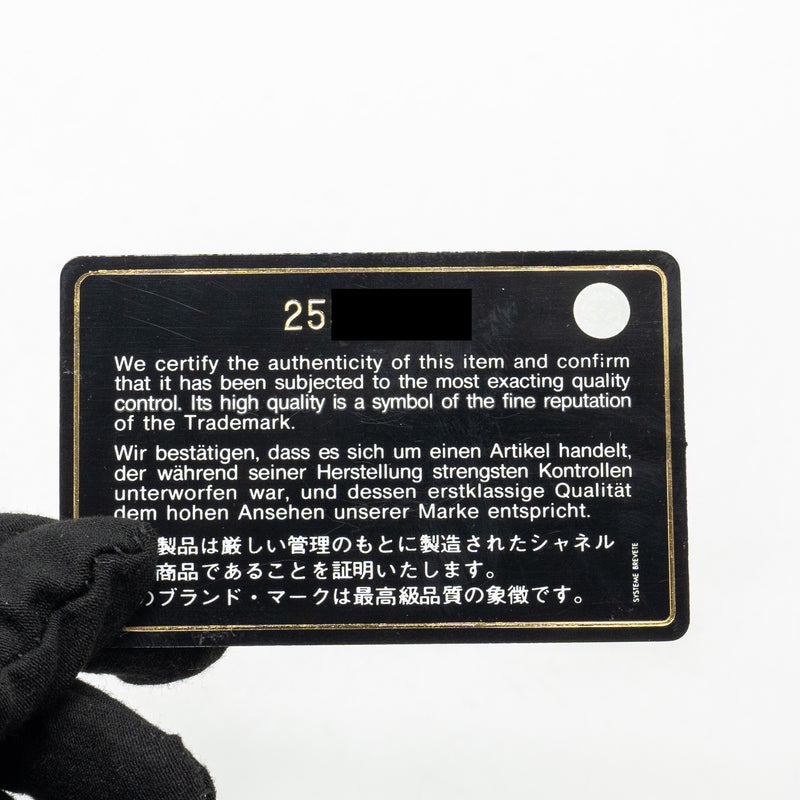 25
We certify the authenticity of this item and confirm
that it has been subjected to the most exacting quality
control. Its high quality is a symbol of the fine reputation
of the Trademark.
Wir bestätigen, dass es sich um einen Artikel handelt,
der während seiner Herstellung strengsten Kontrollen
unterworfen war, und dessen erstklassige Qualität
dem hohen Ansehen unserer Marke entspricht.
製品は厳しい管理のもとに製造されたシャネル
商品であることを証明いたします。
のブランド・マークは最高級品質の象徴です。
SYSTEME BREVETE